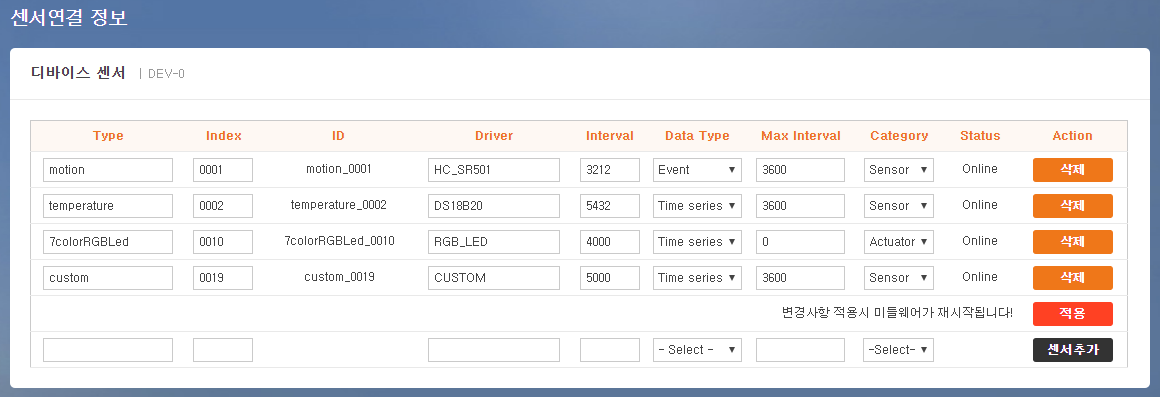 센서연결 정보
디바이스 센서 | DEV-0
Type Index ID Driver Interval Data Type Max Interval Category Status Action
motion 0001 motion_0001 HC_SR501 3212 Event 3600 Sensor Online 삭제
temperature 0002 temperature_0002 DS18B20 5432 Time series 3600 Sensor Online 삭제
7colorRGBLed 0010 7colorRGBLed_0010 RGB_LED 4000 Time series 0 Actuator Online 삭제
custom 0019 custom_0019 CUSTOM 5000 Time series 3600 Sensor Online 삭제
변경사항 적용시 미들웨어가 재시작됩니다! 적용
- Select - -Select- 센서추가